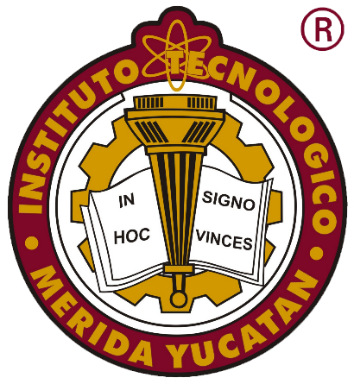 ®
INSTITUTO TECNOLOGICO
IN
HOC
SIGNO
VINCES
• MERIDA YUCATAN •